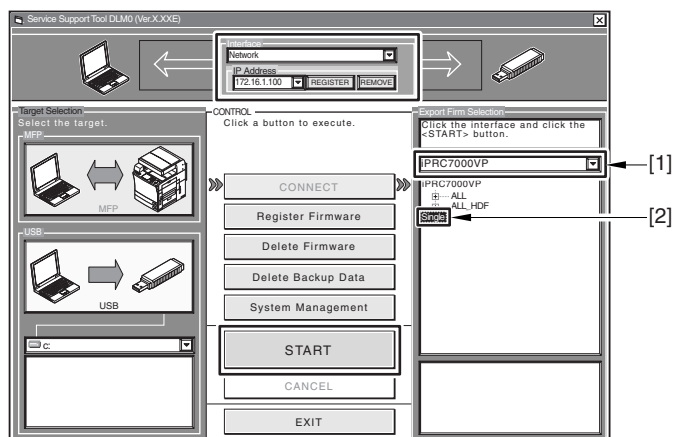 Service Support Tool DLM0 (Ver.X.XXE)
Interface
Network
IP Address
172.16.1.100
REGISTER
REMOVE
Target Selection
Select the target.
MFP
MFP
USB
USB
C:
CONTROL
Click a button to execute.
CONNECT
Register Firmware
Delete Firmware
Delete Backup Data
System Management
START
CANCEL
EXIT
Export Firm Selection
Click the interface and click the
<START> button.
iPRC7000VP
[1]
iPRC7000VP
ALL
ALL_HDF
Single
[2]